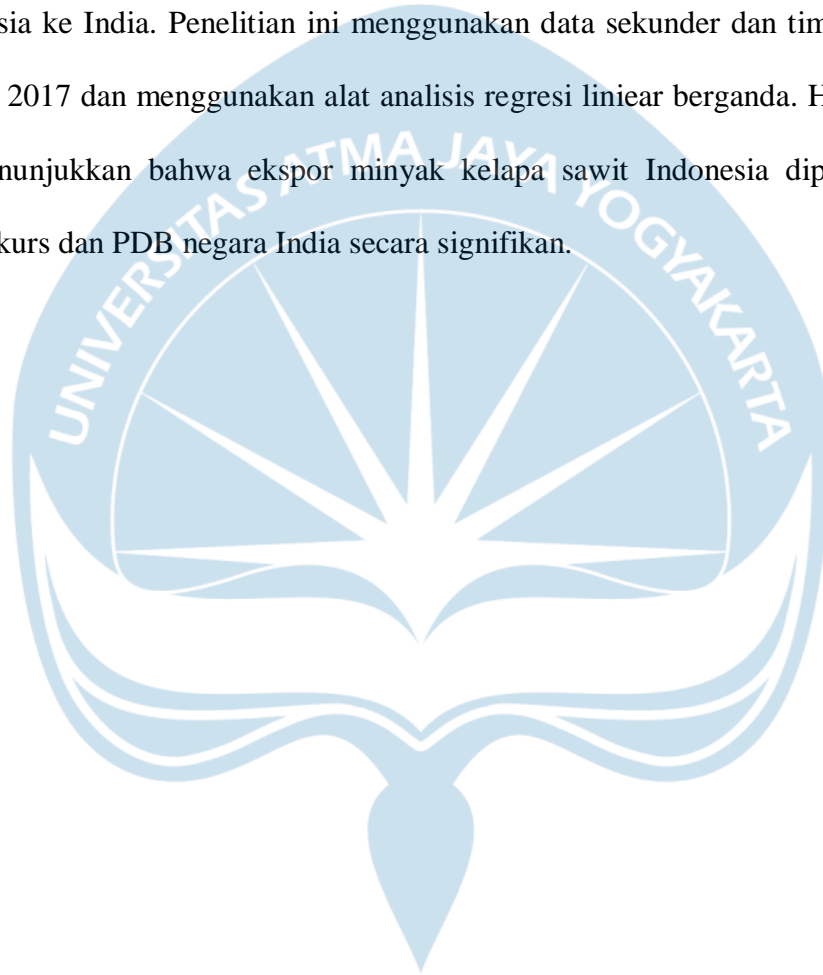 sia ke India. Penelitian ini menggunakan data sekunder dan tim
2017 dan menggunakan alat analisis regresi liniear berganda. H
nunjukkan bahwa ekspor minyak kelapa sawit Indonesia dip
kurs dan PDB negara India secara signifikan.
UNIVERSITAS ATMA JAYA YOGYAKARTA